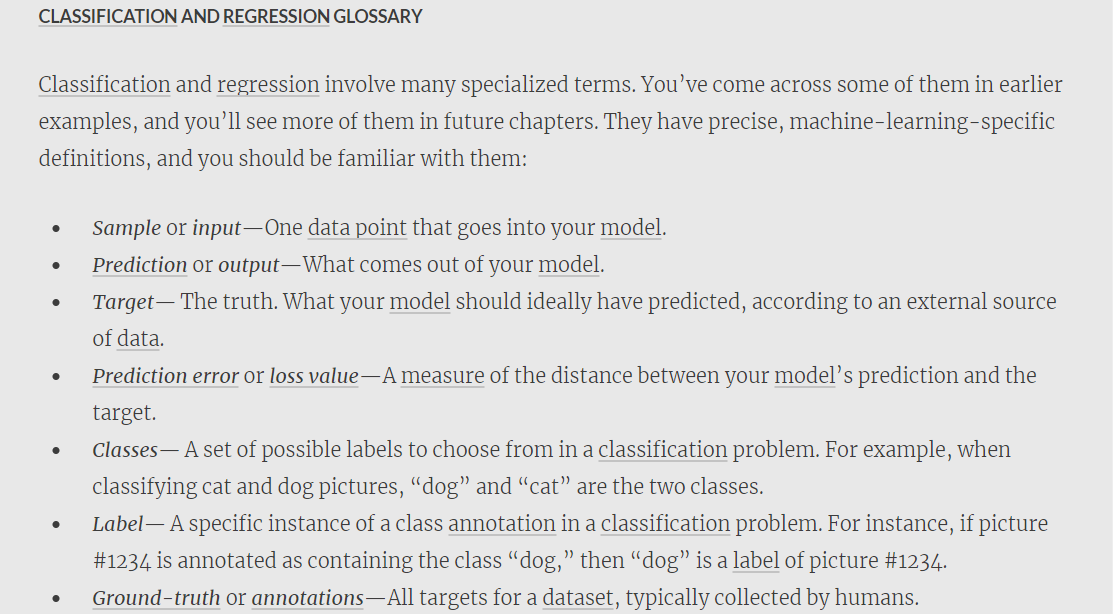 CLASSIFICATION AND REGRESSION GLOSSARY
Classification and regression involve many specialized terms. You’ve come across some of them in earlier
examples, and you’ll see more of them in future chapters. They have precise, machine-learning-specific
definitions, and you should be familiar with them:
• Sample or input—One data point that goes into your model.
• Prediction or output—What comes out of your model.
• Target— The truth. What your model should ideally have predicted, according to an external source
of data.
• Prediction error or loss value—A measure of the distance between your model’s prediction and the
target.
• Classes— A set of possible labels to choose from in a classification problem. For example, when
classifying cat and dog pictures, “dog” and “cat” are the two classes.
• Label— A specific instance of a class annotation in a classification problem. For instance, if picture
#1234 is annotated as containing the class “dog,” then “dog” is a label of picture #1234.
• Ground-truth or annotations—All targets for a dataset, typically collected by humans.